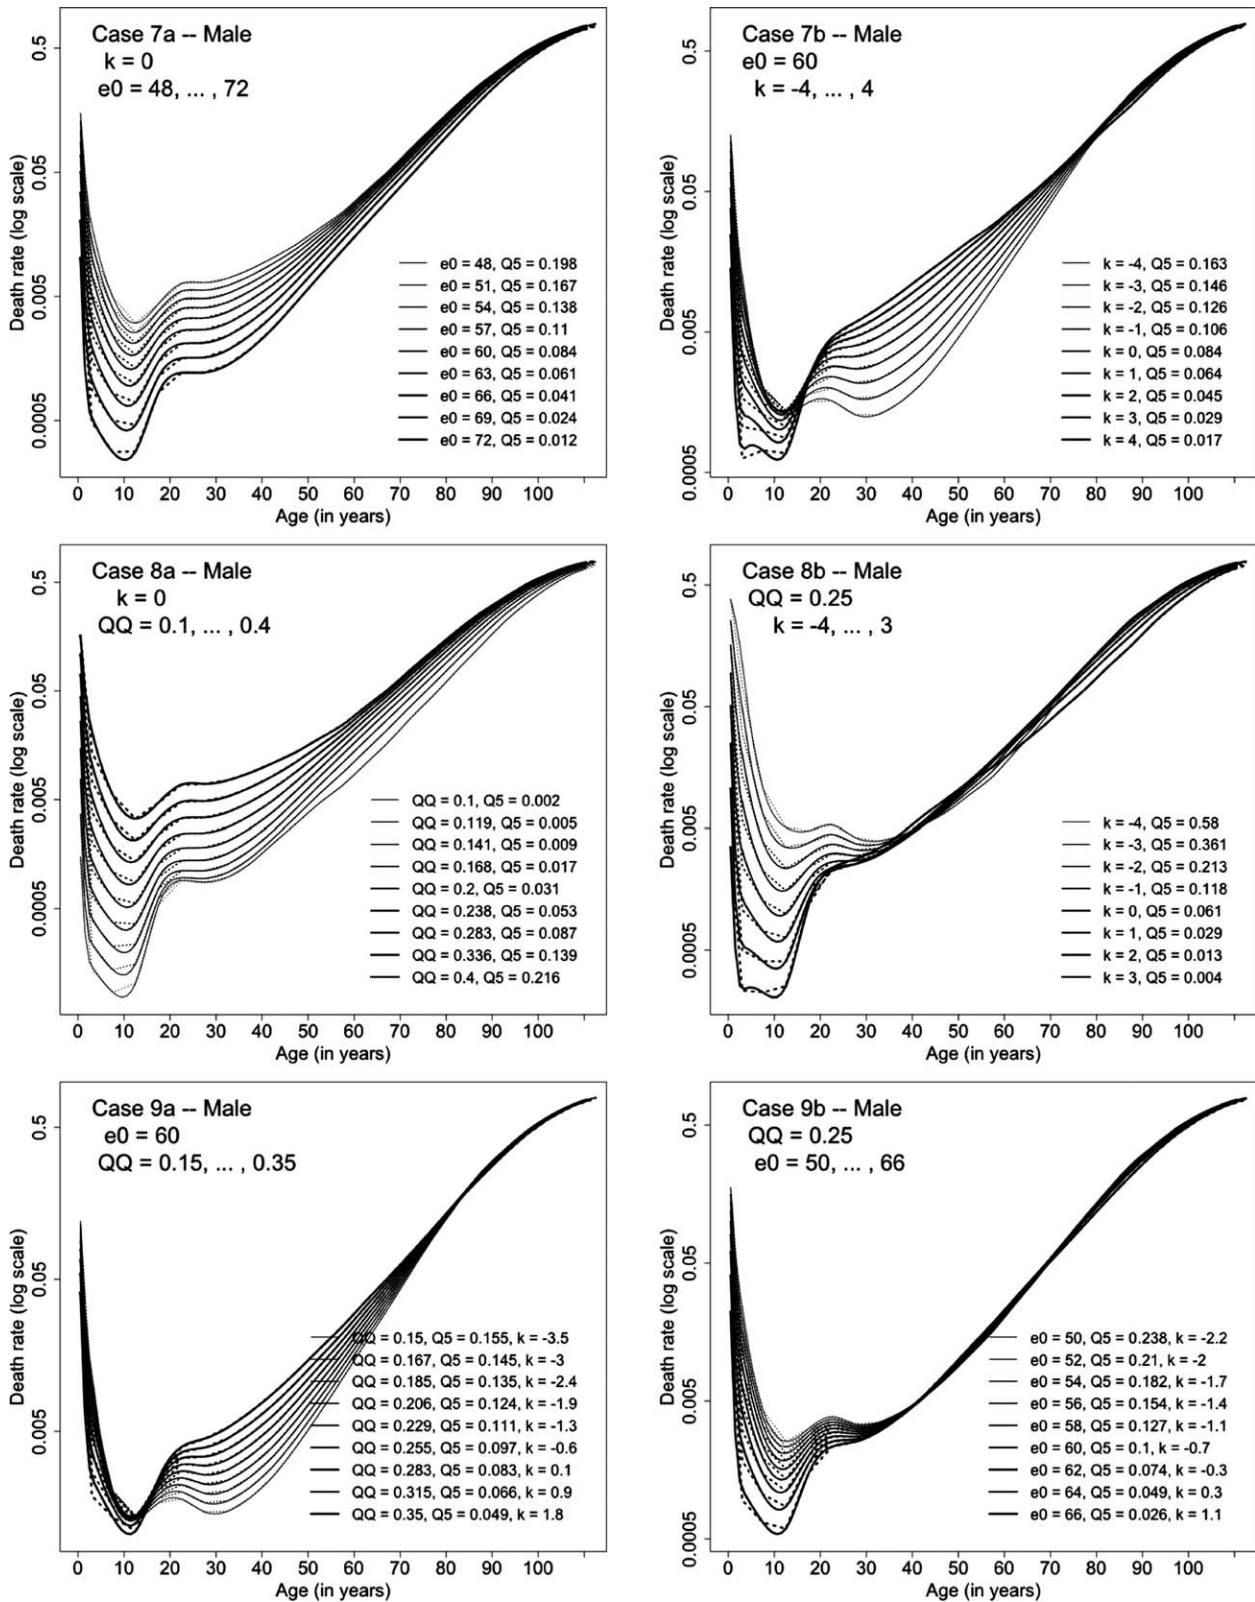 Case 7a -- Male
k = 0
e0 = 48, ... , 72
Death rate (log scale)
0.5
0.05
0.005
0.0005
e0 = 48, Q5 = 0.198
e0 = 51, Q5 = 0.167
e0 = 54, Q5 = 0.138
e0 = 57, Q5 = 0.11
e0 = 60, Q5 = 0.084
e0 = 63, Q5 = 0.061
e0 = 66, Q5 = 0.041
e0 = 69, Q5 = 0.024
e0 = 72, Q5 = 0.012
0 10 20 30 40 50 60 70 80 90 100
Age (in years)
Case 7b -- Male
e0 = 60
k = -4, ... , 4
Death rate (log scale)
0.5
0.05
0.005
0.0005
k = -4, Q5 = 0.163
k = -3, Q5 = 0.146
k = -2, Q5 = 0.126
k = -1, Q5 = 0.106
k = 0, Q5 = 0.084
k = 1, Q5 = 0.064
k = 2, Q5 = 0.045
k = 3, Q5 = 0.029
k = 4, Q5 = 0.017
0 10 20 30 40 50 60 70 80 90 100
Age (in years)
Case 8a -- Male
k = 0
QQ = 0.1, ... , 0.4
Death rate (log scale)
0.5
0.05
0.005
0.0005
QQ = 0.1, Q5 = 0.002
QQ = 0.119, Q5 = 0.005
QQ = 0.141, Q5 = 0.009
QQ = 0.168, Q5 = 0.017
QQ = 0.2, Q5 = 0.031
QQ = 0.238, Q5 = 0.053
QQ = 0.283, Q5 = 0.087
QQ = 0.336, Q5 = 0.139
QQ = 0.4, Q5 = 0.216
0 10 20 30 40 50 60 70 80 90 100
Age (in years)
Case 8b -- Male
QQ = 0.25
k = -4, ... , 3
Death rate (log scale)
0.5
0.05
0.005
0.0005
k = -4, Q5 = 0.58
k = -3, Q5 = 0.361
k = -2, Q5 = 0.213
k = -1, Q5 = 0.118
k = 0, Q5 = 0.061
k = 1, Q5 = 0.029
k = 2, Q5 = 0.013
k = 3, Q5 = 0.004
0 10 20 30 40 50 60 70 80 90 100
Age (in years)
Case 9a -- Male
e0 = 60
QQ = 0.15, ... , 0.35
Death rate (log scale)
0.5
0.05
0.005
QQ = 0.15, Q5 = 0.155, k = -3.5
QQ = 0.167, Q5 = 0.145, k = -3
QQ = 0.185, Q5 = 0.135, k = -2.4
QQ = 0.206, Q5 = 0.124, k = -1.9
QQ = 0.229, Q5 = 0.111, k = -1.3
QQ = 0.255, Q5 = 0.097, k = -0.6
QQ = 0.283, Q5 = 0.083, k = 0.1
QQ = 0.315, Q5 = 0.066, k = 0.9
QQ = 0.35, Q5 = 0.049, k = 1.8
0 10 20 30 40 50 60 70 80 90 100
Age (in years)
Case 9b -- Male
QQ = 0.25
e0 = 50, ... , 66
Death rate (log scale)
0.5
0.05
0.005
0.0005
e0 = 50, Q5 = 0.238, k = -2.2
e0 = 52, Q5 = 0.21, k = -2
e0 = 54, Q5 = 0.182, k = -1.7
e0 = 56, Q5 = 0.154, k = -1.4
e0 = 58, Q5 = 0.127, k = -1.1
e0 = 60, Q5 = 0.1, k = -0.7
e0 = 62, Q5 = 0.074, k = -0.3
e0 = 64, Q5 = 0.049, k = 0.3
e0 = 66, Q5 = 0.026, k = 1.1
0 10 20 30 40 50 60 70 80 90 100
Age (in years)